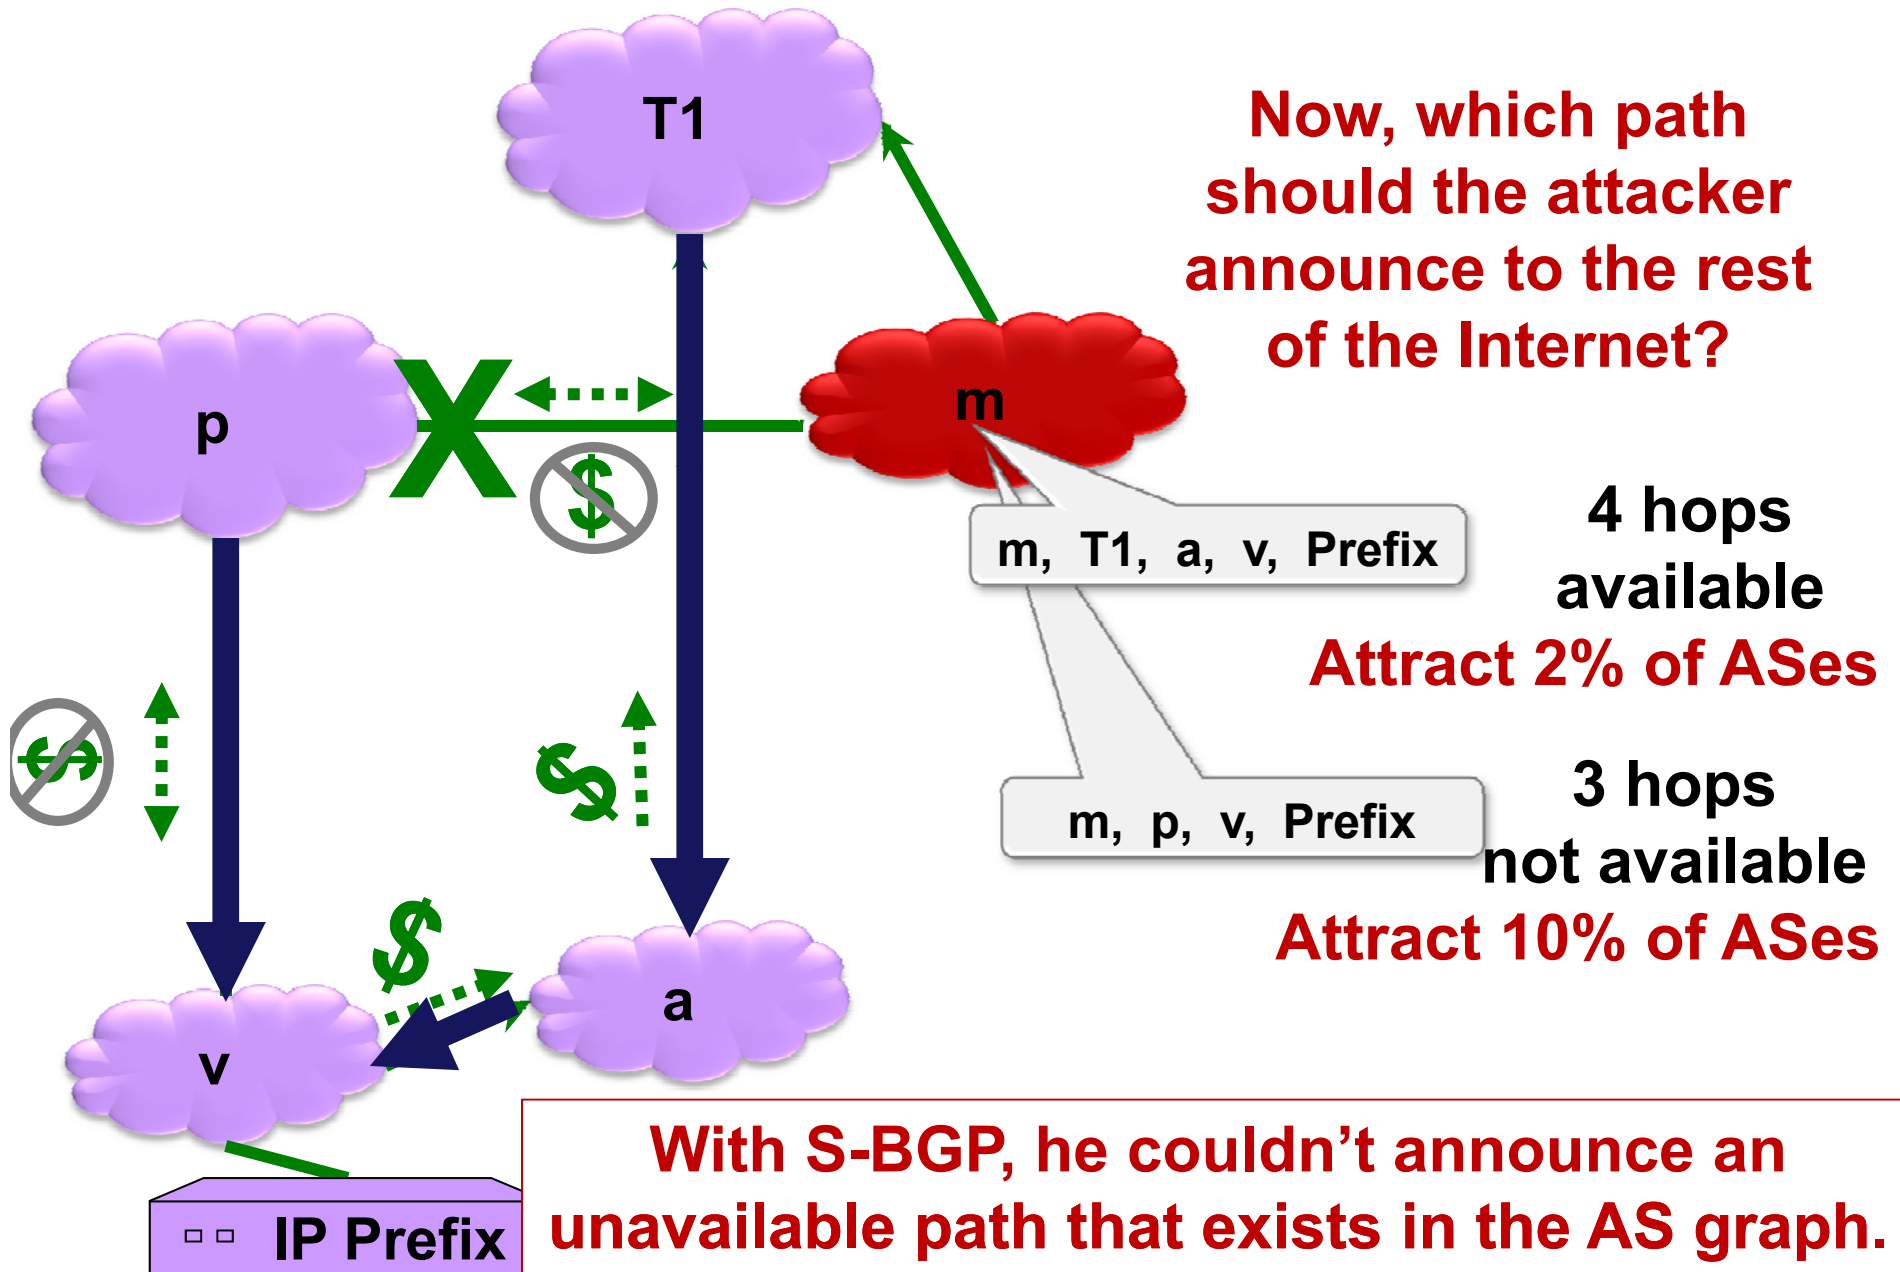 T1
Now, which path
should the attacker
announce to the rest
of the Internet?
p
X
m
$
m, T1, a, v, Prefix
4 hops
available
Attract 2% of ASes
$
$
m, p, v, Prefix
3 hops
not available
Attract 10% of ASes
$
a
v
With S-BGP, he couldn’t announce an
unavailable path that exists in the AS graph.
IP Prefix